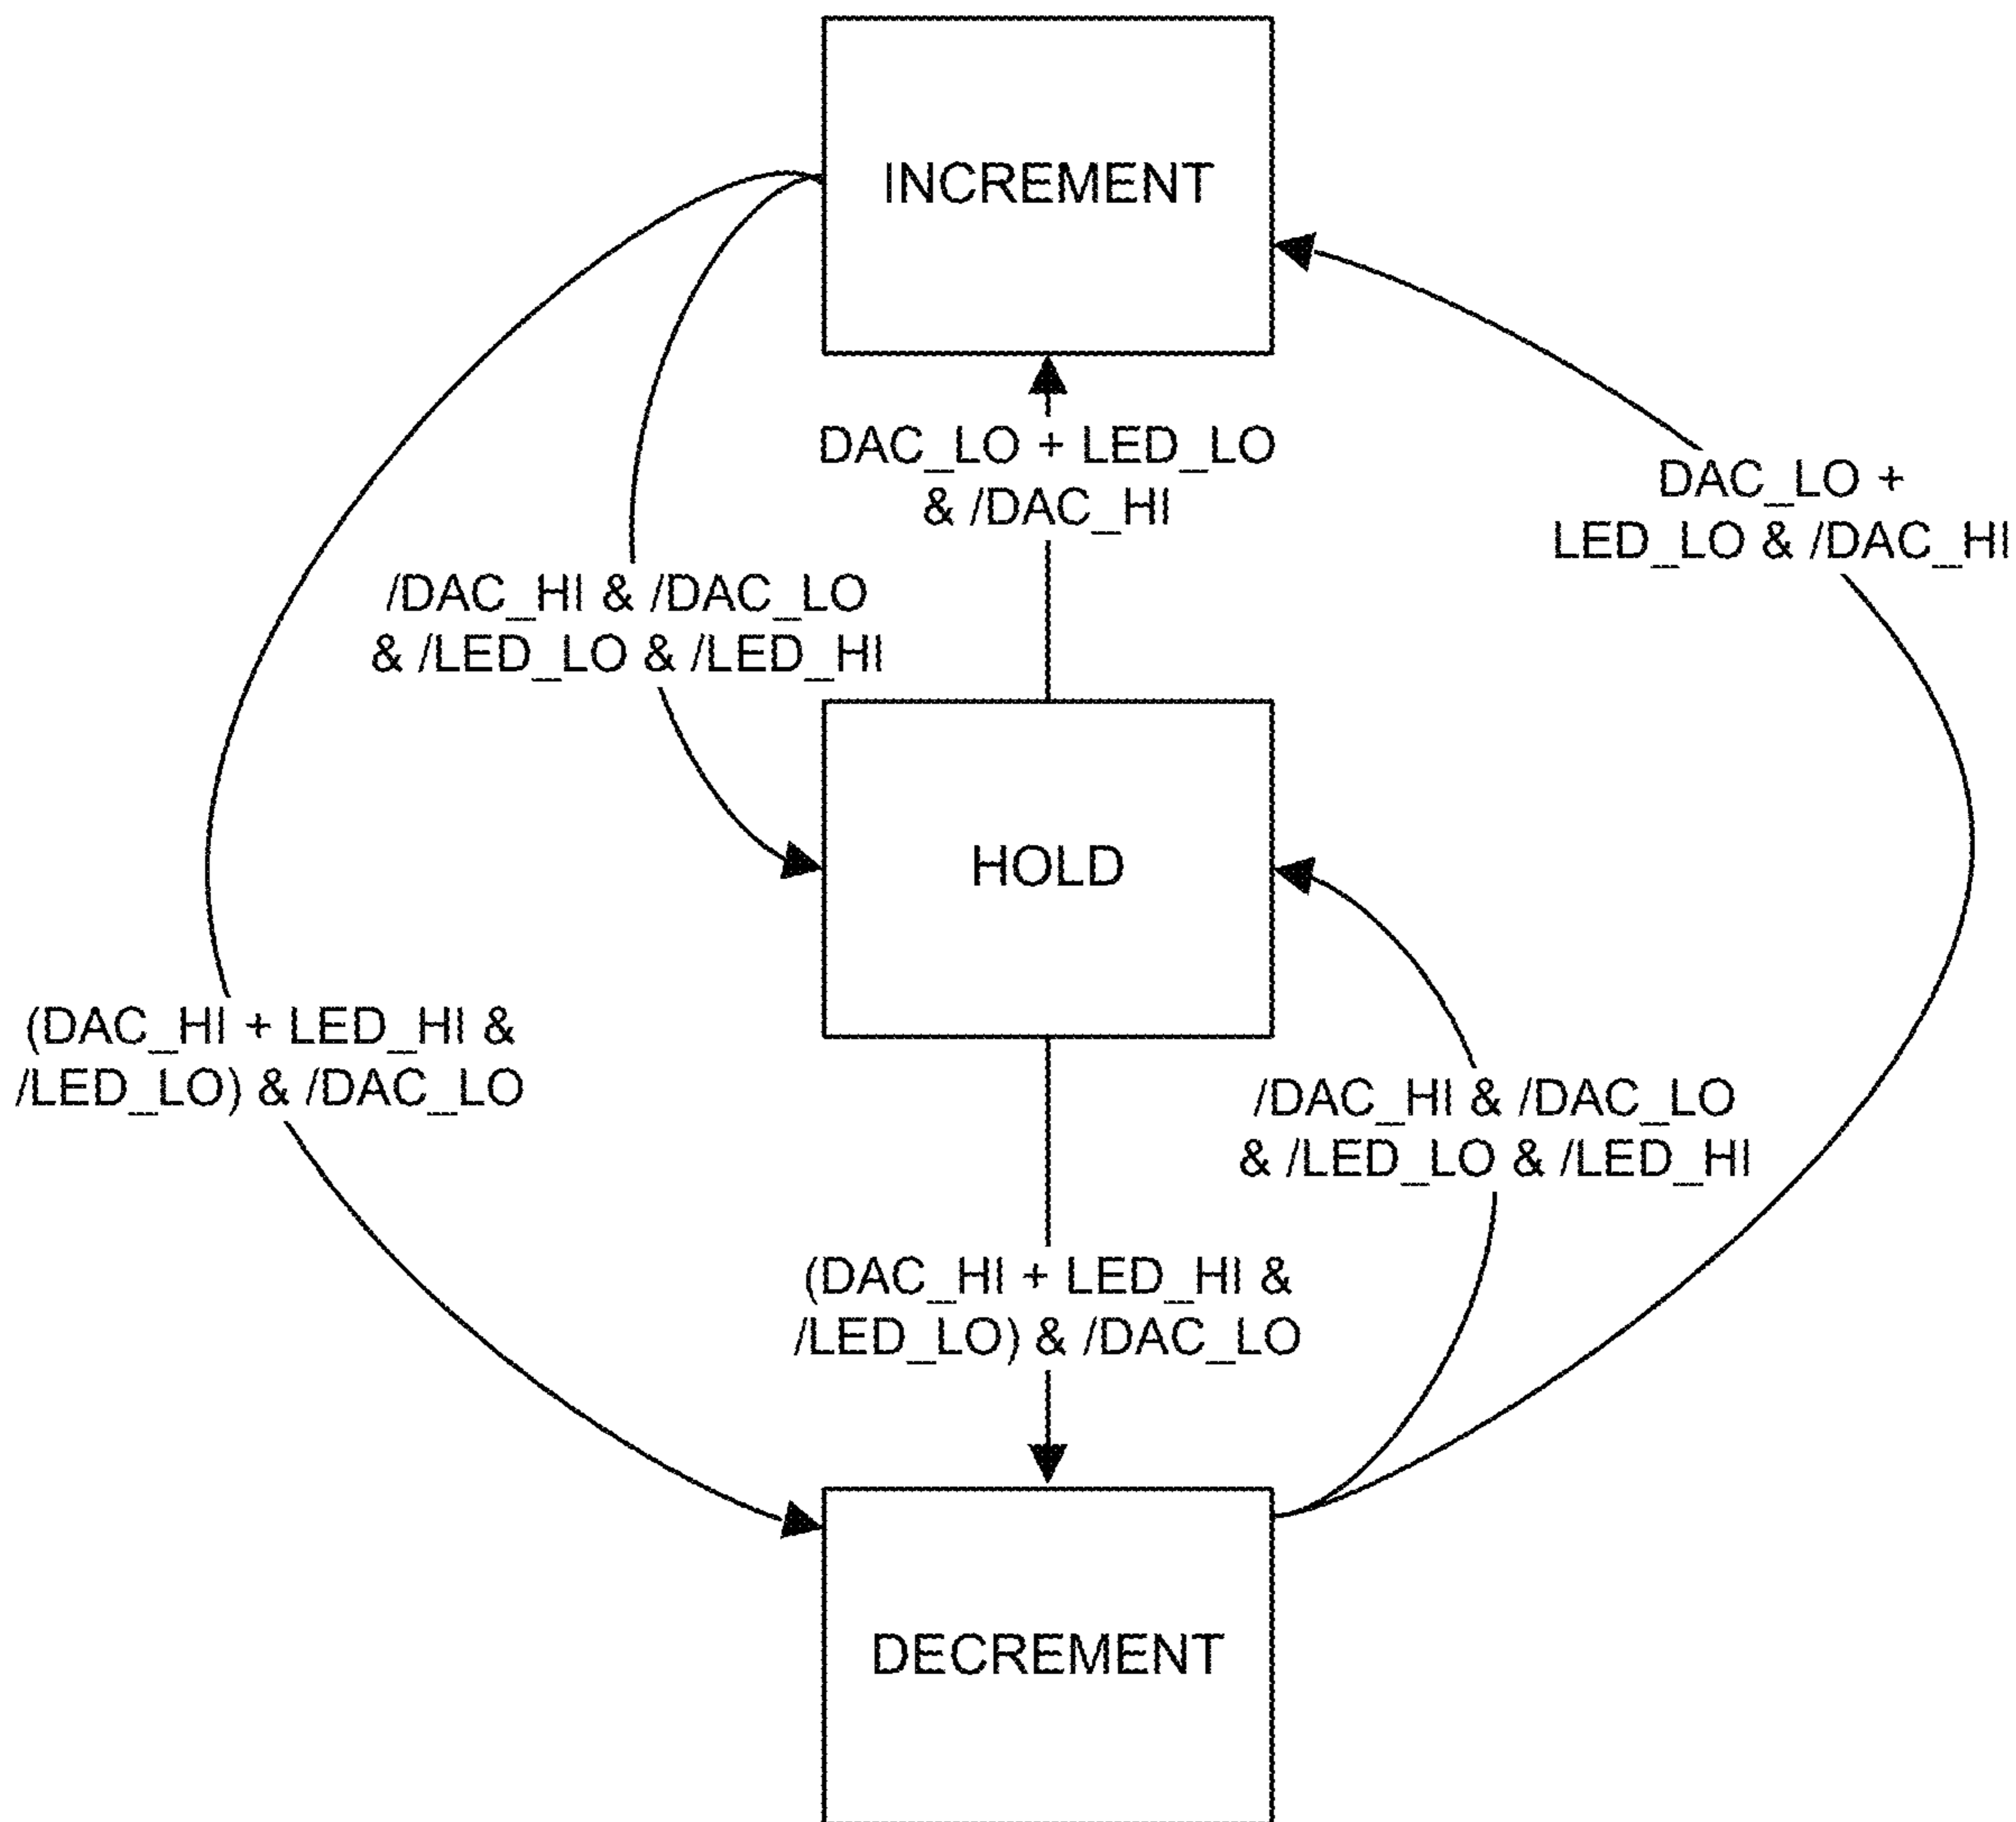 INCREMENT
DAC_LO + LED_LO
& /DAC_HI
DAC_LO +
LED_LO & /DAC_HI
/DAC_HI & /DAC_LO
& /LED_LO & /LED_HI
HOLD
(DAC_HI + LED_HI &
/LED_LO) & /DAC_LO
/DAC_HI & /DAC_LO
& /LED_LO & /LED_HI
(DAC_HI + LED_HI &
/LED_LO) & /DAC_LO
DECREMENT